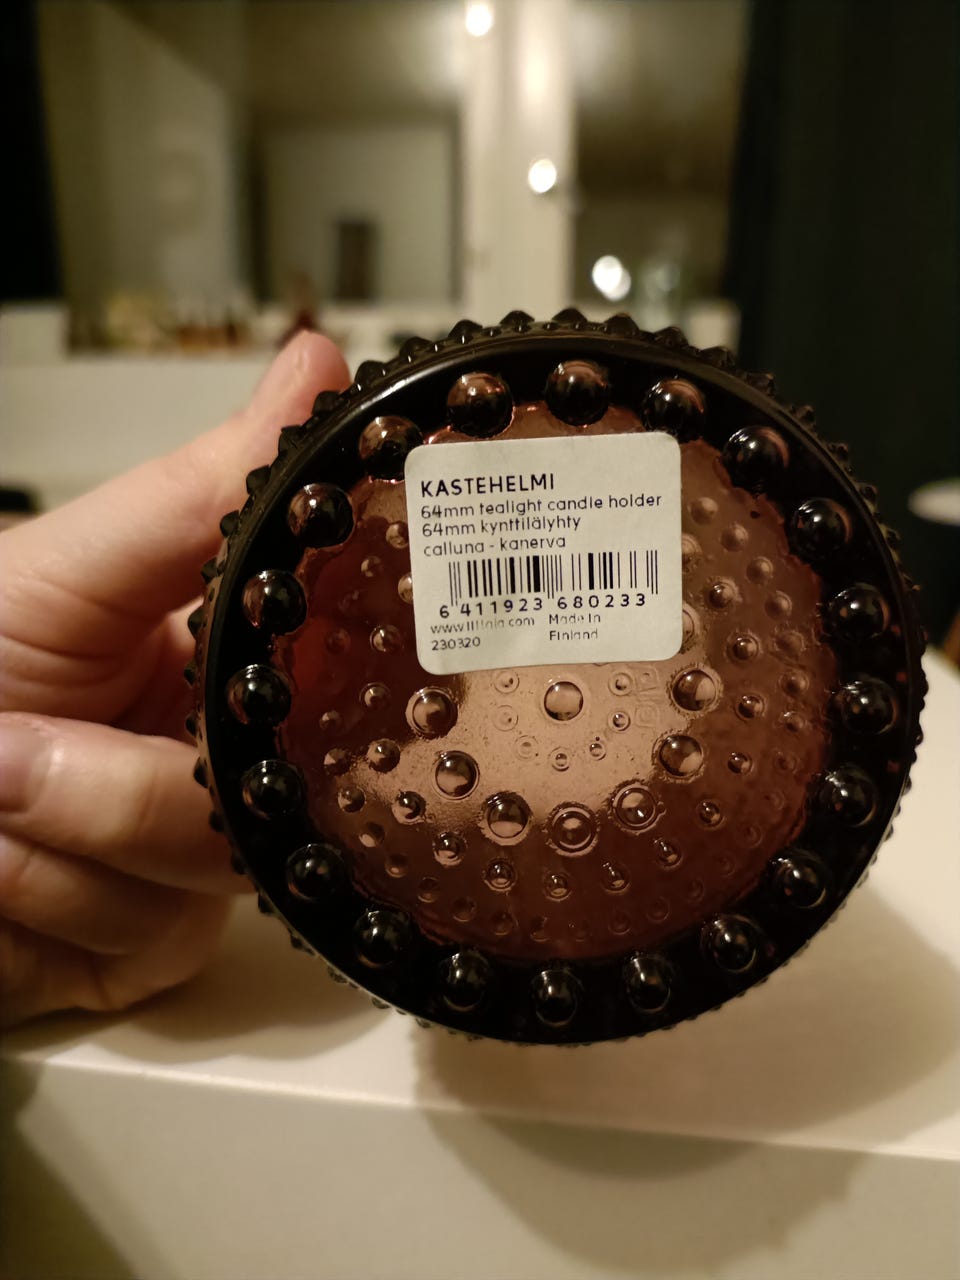 KASTEHELMI
64mm tealight candle holder
64mm kynttilälyhty
calluna - kanerva
6 411923 680233
www.iittala.com Made in
230320 Finland